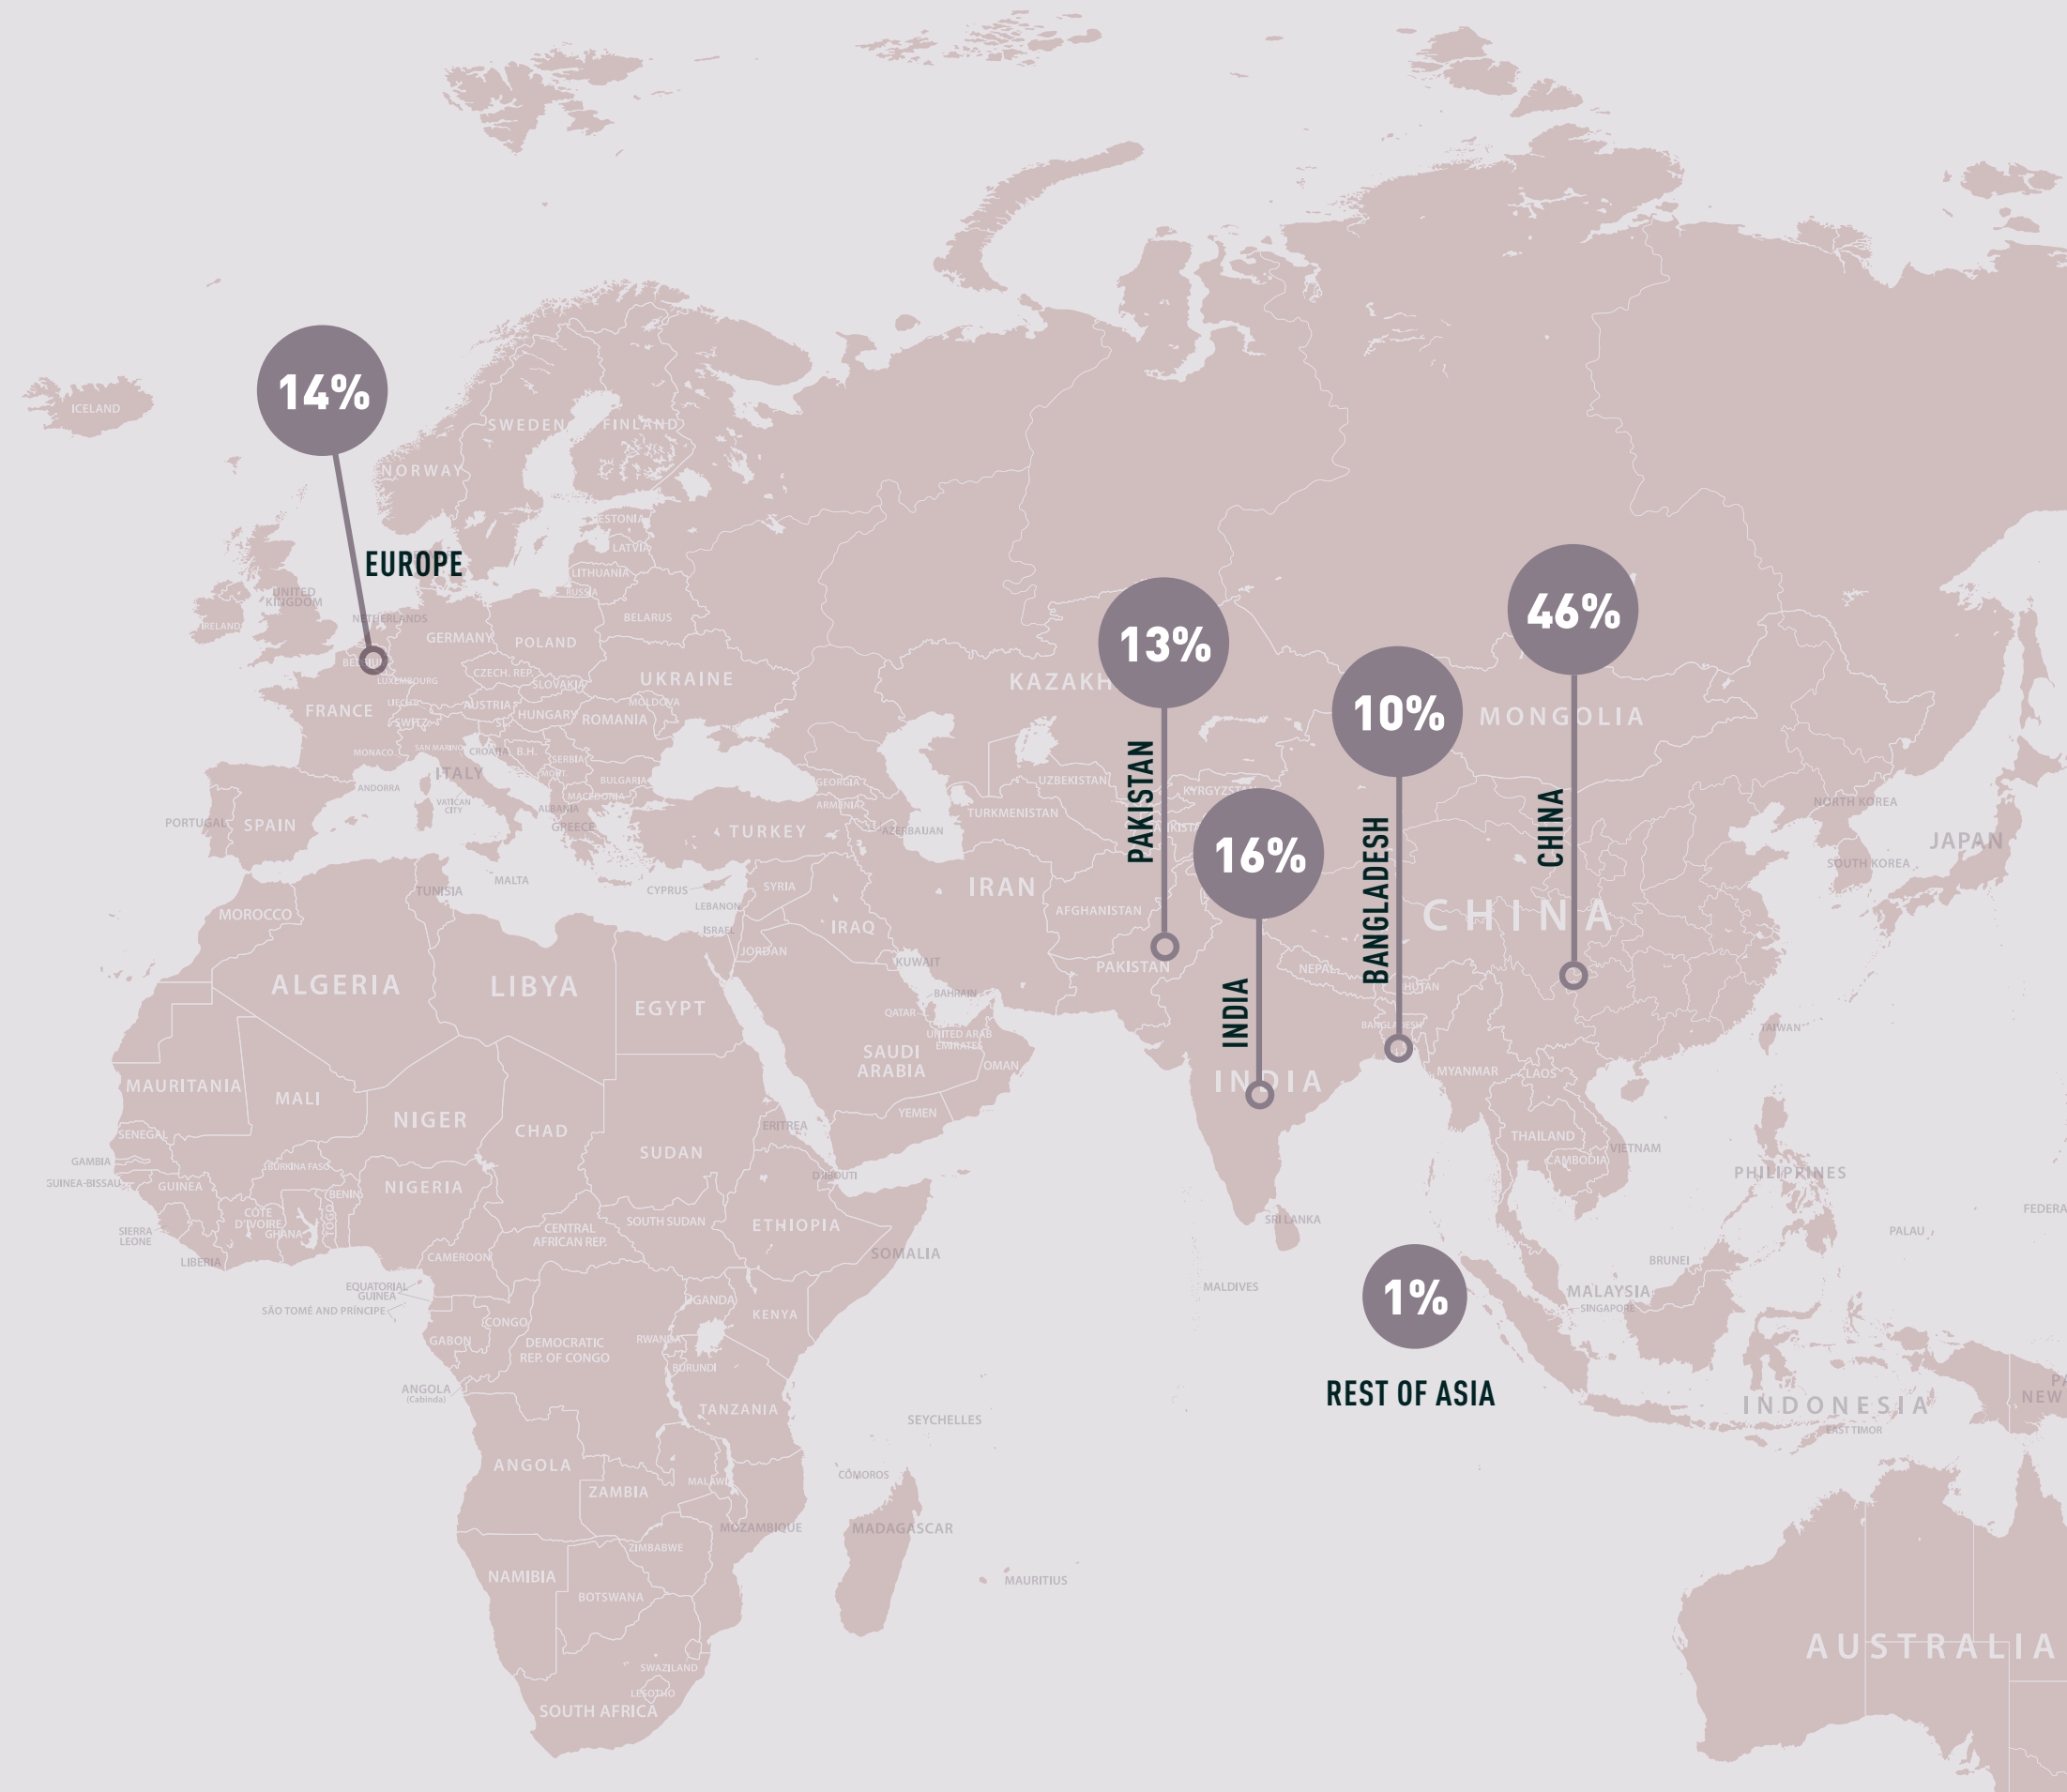 14%
ICELAND
SWEDEN
FINLAND
NORWAY
ESTONIA
LATVIA
EUROPE
LITHUANIA
RUSSIA
UNITED
KINGDOM
NETHERLANDS
IRELAND
BELARUS
GERMANY
POLAND
BELGIUM
LUXEMBOURG
CZECH. REP.
SLOVAKIA
UKRAINE
LIECHT.
AUSTRIA
MOLDOVA
FRANCE
SWITZ.
SL.
HUNGARY
ROMANIA
MONACO
SAN MARINO
CROATIA
B.H.
SERBIA
MONT.
ITALY
BULGARIA
ANDORRA
VATICAN
CITY
MACEDONIA
ALBANIA
GREECE
PORTUGAL
SPAIN
TURKEY
GEORGIA
ARMENIA
AZERBAIJAN
MALTA
CYPRUS
LEBANON
SYRIA
ISRAEL
JORDAN
IRAQ
IRAN
KUWAIT
BAHRAIN
QATAR
UNITED ARAB
EMIRATES
SAUDI
ARABIA
OMAN
YEMEN
13%
46%
10%
16%
KAZAKH
MONGOLIA
UZBEKISTAN
KYRGYZSTAN
TURKMENISTAN
AFGHANISTAN
PAKISTAN
PAKISTAN
INDIA
INDIA
BANGLADESH
BANGLADESH
CHINA
CHINA
NEPAL
NORTH KOREA
SOUTH KOREA
JAPAN
TAIWAN
MYANMAR
LAOS
THAILAND
VIETNAM
CAMBODIA
PHILIPPINES
SRI LANKA
MALDIVES
PALAU
FEDERA
BRUNEI
MALAYSIA
SINGAPORE
1%
REST OF ASIA
INDONESIA
EAST TIMOR
NEW
AUSTRALIA
TUNISIA
MOROCCO
ALGERIA
LIBYA
EGYPT
MAURITANIA
MALI
NIGER
CHAD
SUDAN
ERITREA
DJIBOUTI
SENEGAL
GAMBIA
GUINEA-BISSAU
GUINEA
BURKINA FASO
BENIN
NIGERIA
SIERRA
LEONE
CÔTE
D'IVOIRE
GHANA
TOGO
LIBERIA
CENTRAL
AFRICAN REP.
SOUTH SUDAN
ETHIOPIA
SOMALIA
CAMEROON
EQUATORIAL
GUINEA
SÃO TOMÉ AND PRÍNCIPE
GABON
CONGO
DEMOCRATIC
REP. OF CONGO
UGANDA
KENYA
RWANDA
BURUNDI
ANGOLA
(Cabinda)
TANZANIA
SEYCHELLES
ANGOLA
ZAMBIA
MALAWI
COMOROS
MOZAMBIQUE
MADAGASCAR
MAURITIUS
ZIMBABWE
NAMIBIA
BOTSWANA
SWAZILAND
LESOTHO
SOUTH AFRICA